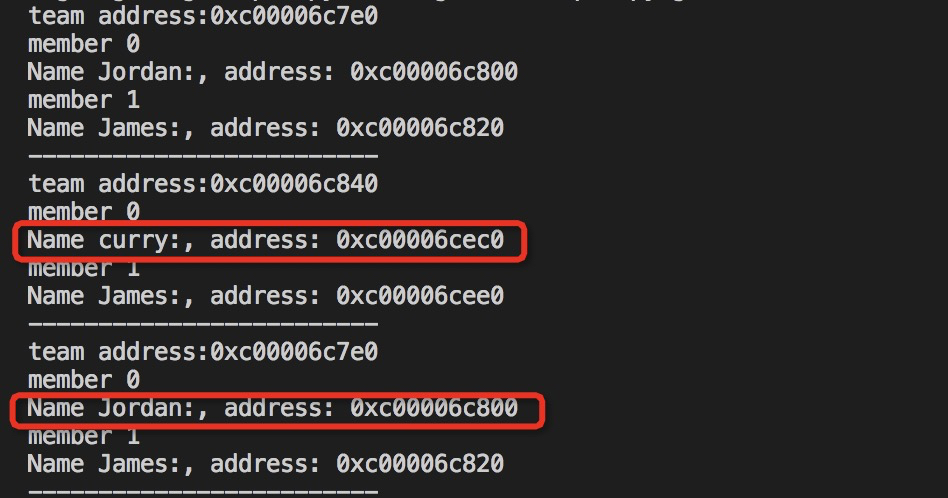 team address:0xc00006c7e0
member 0
Name Jordan:, address: 0xc00006c800
member 1
Name James:, address: 0xc00006c820
-------------------------
team address:0xc00006c840
member 0
Name curry:, address: 0xc00006cec0
member 1
Name James:, address: 0xc00006cee0
-------------------------
team address:0xc00006c7e0
member 0
Name Jordan:, address: 0xc00006c800
member 1
Name James:, address: 0xc00006c820
-------------------------